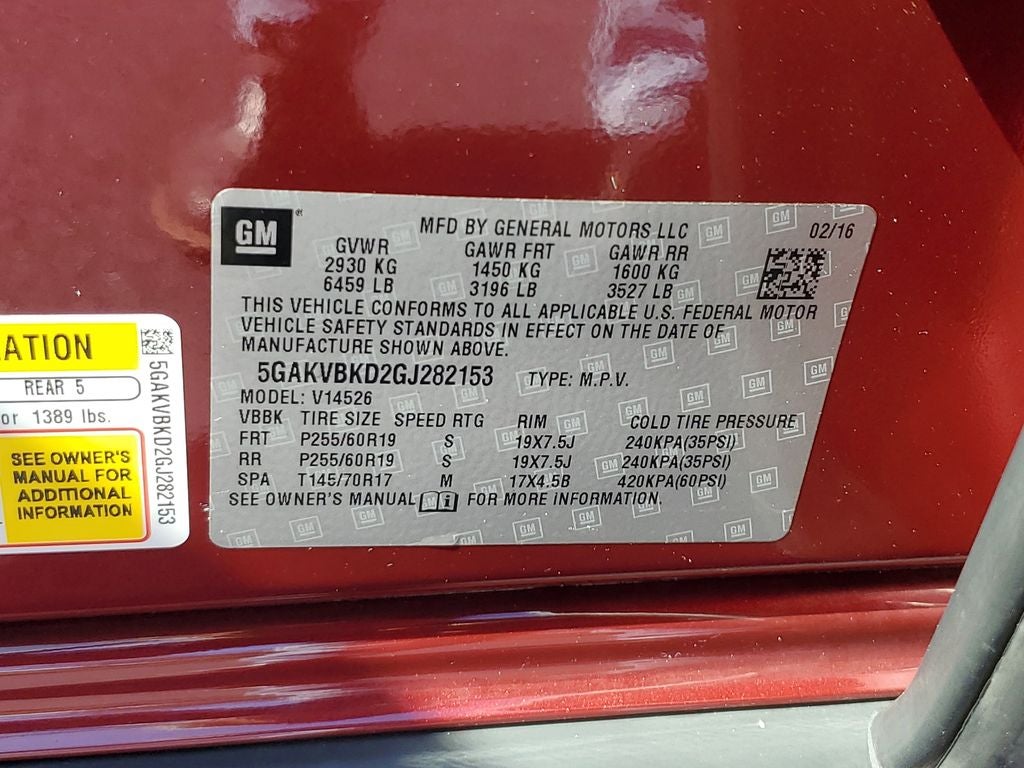 GM ®
MFD BY GENERAL MOTORS LLC 02/16
GVWR GAWR FRT GAWR RR
2930 KG 1450 KG 1600 KG
6459 LB 3196 LB 3527 LB
THIS VEHICLE CONFORMS TO ALL APPLICABLE U.S. FEDERAL MOTOR
VEHICLE SAFETY STANDARDS IN EFFECT ON THE DATE OF
MANUFACTURE SHOWN ABOVE.
5GAKVBKD2GJ282153 TYPE: M.P.V.
MODEL: V14526
VBBK TIRE SIZE SPEED RTG RIM COLD TIRE PRESSURE
FRT P255/60R19 S 19X7.5J 240KPA(35PSI)
RR P255/60R19 S 19X7.5J 240KPA(35PSI)
SPA T145/70R17 M 17X4.5B 420KPA(60PSI)
SEE OWNER'S MANUAL i FOR MORE INFORMATION.
ATION
REAR 5
or 1389 lbs.
SEE OWNER'S
MANUAL FOR
ADDITIONAL
INFORMATION
5GAKVBKD2GJ282153